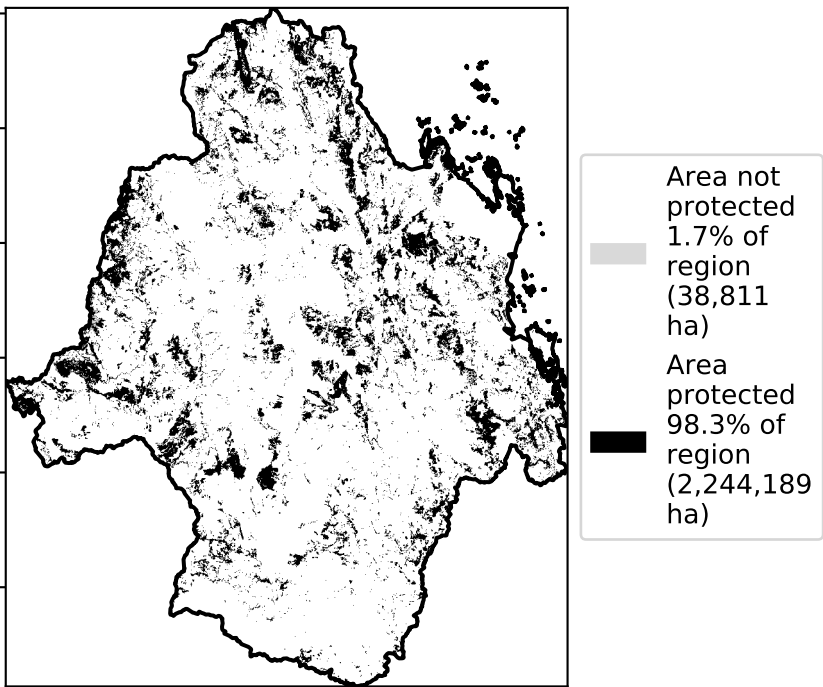 Area not
protected
1.7% of
region
(38,811
ha)
Area
protected
98.3% of
region
(2,244,189
ha)